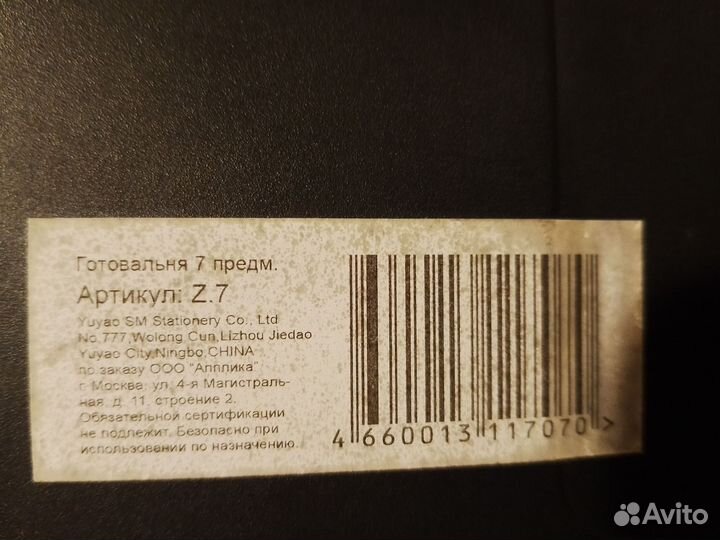 Готовальня 7 предм.
Артикул: Z.7
Yuyao SM Stationery Co., Ltd
No.777,Wolong Cun,Lizhou Jiedao
Yuyao City,Ningbo,CHINA
по заказу ООО "Апплика"
г. Москва: ул, 4-я Магистраль-
ная, д. 11, строение 2.
Обязательной сертификации
не подлежит. Безопасно при
использовании по назначению.
4 660013 117070 >
Avito